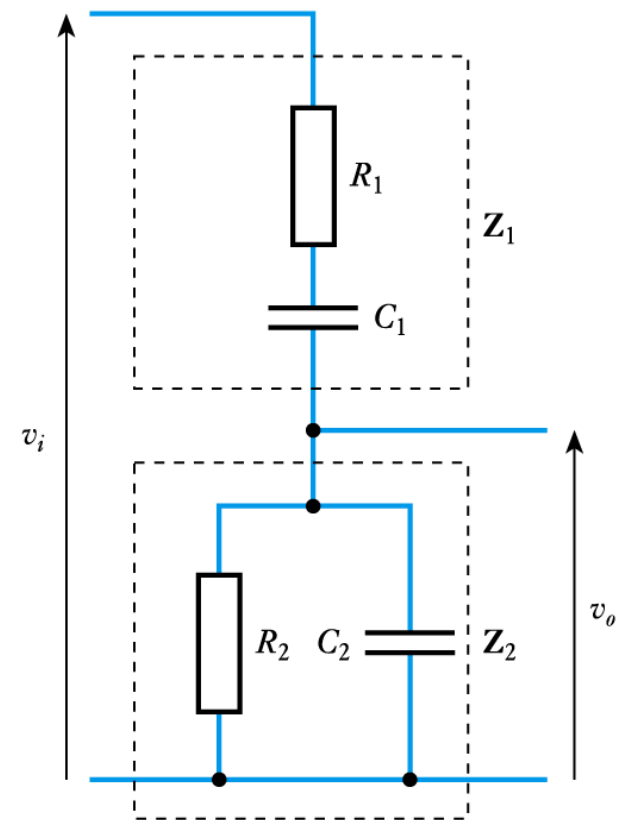 R₁
Z₁
C₁
vᵢ
R₂ C₂ Z₂
vₒ